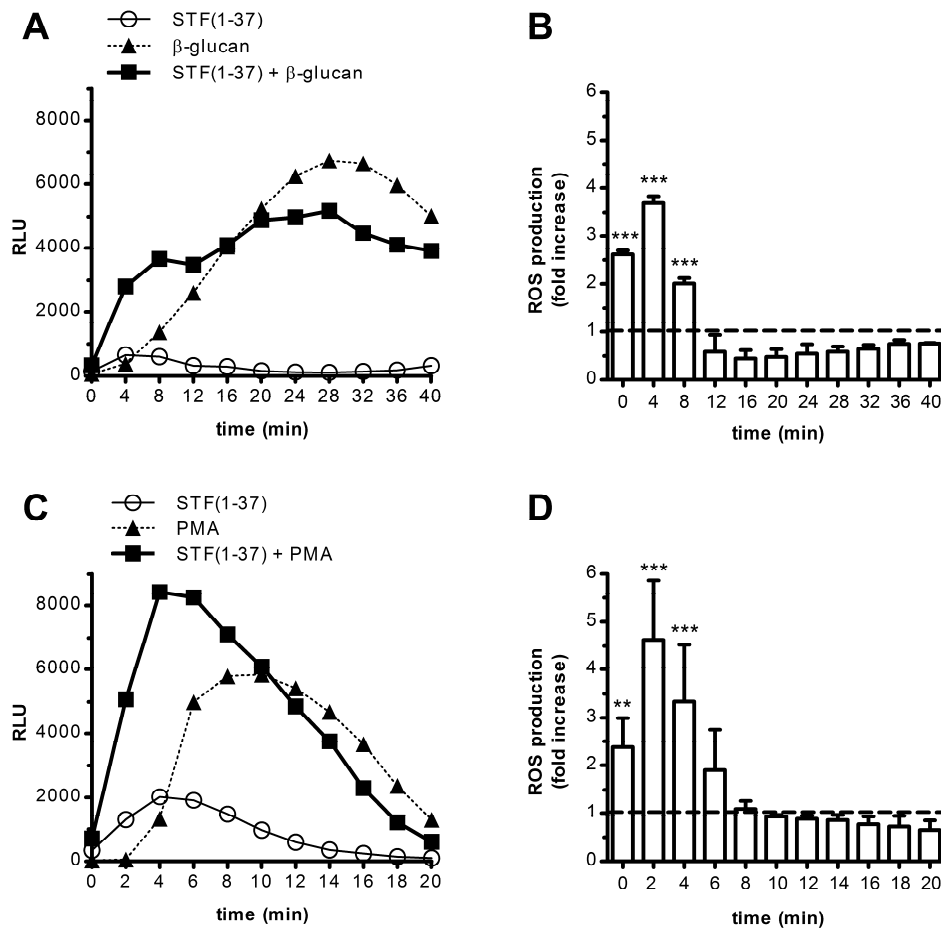 A
STF(1-37)
β-glucan
STF(1-37) + β-glucan
RLU
8000
6000
4000
2000
0
0 4 8 12 16 20 24 28 32 36 40
time (min)
B
ROS production
(fold increase)
6
5
4
3
2
1
0
*** *** ***
0 4 8 12 16 20 24 28 32 36 40
time (min)
C
STF(1-37)
PMA
STF(1-37) + PMA
RLU
8000
6000
4000
2000
0
0 2 4 6 8 10 12 14 16 18 20
time (min)
D
ROS production
(fold increase)
6
5
4
3
2
1
0
** *** ***
0 2 4 6 8 10 12 14 16 18 20
time (min)